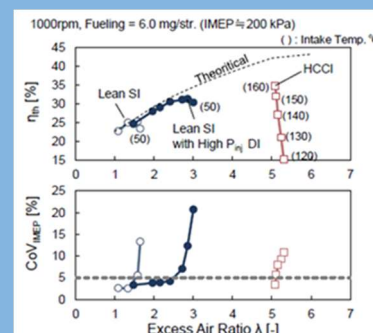 1000rpm, Fueling = 6.0 mg/str. (IMEP≒200 kPa)
( ) : Intake Temp. °
45
40
35
30
25
20
15
ηth [%]
Theoritical
HCCI
Lean SI
(160)
(150)
(140)
(130)
(120)
(50)
(50)
Lean SI
with High Pinj DI
0 1 2 3 4 5 6 7
25
20
15
10
5
0
CoVIMEP [%]
0 1 2 3 4 5 6 7
Excess Air Ratio λ [-]